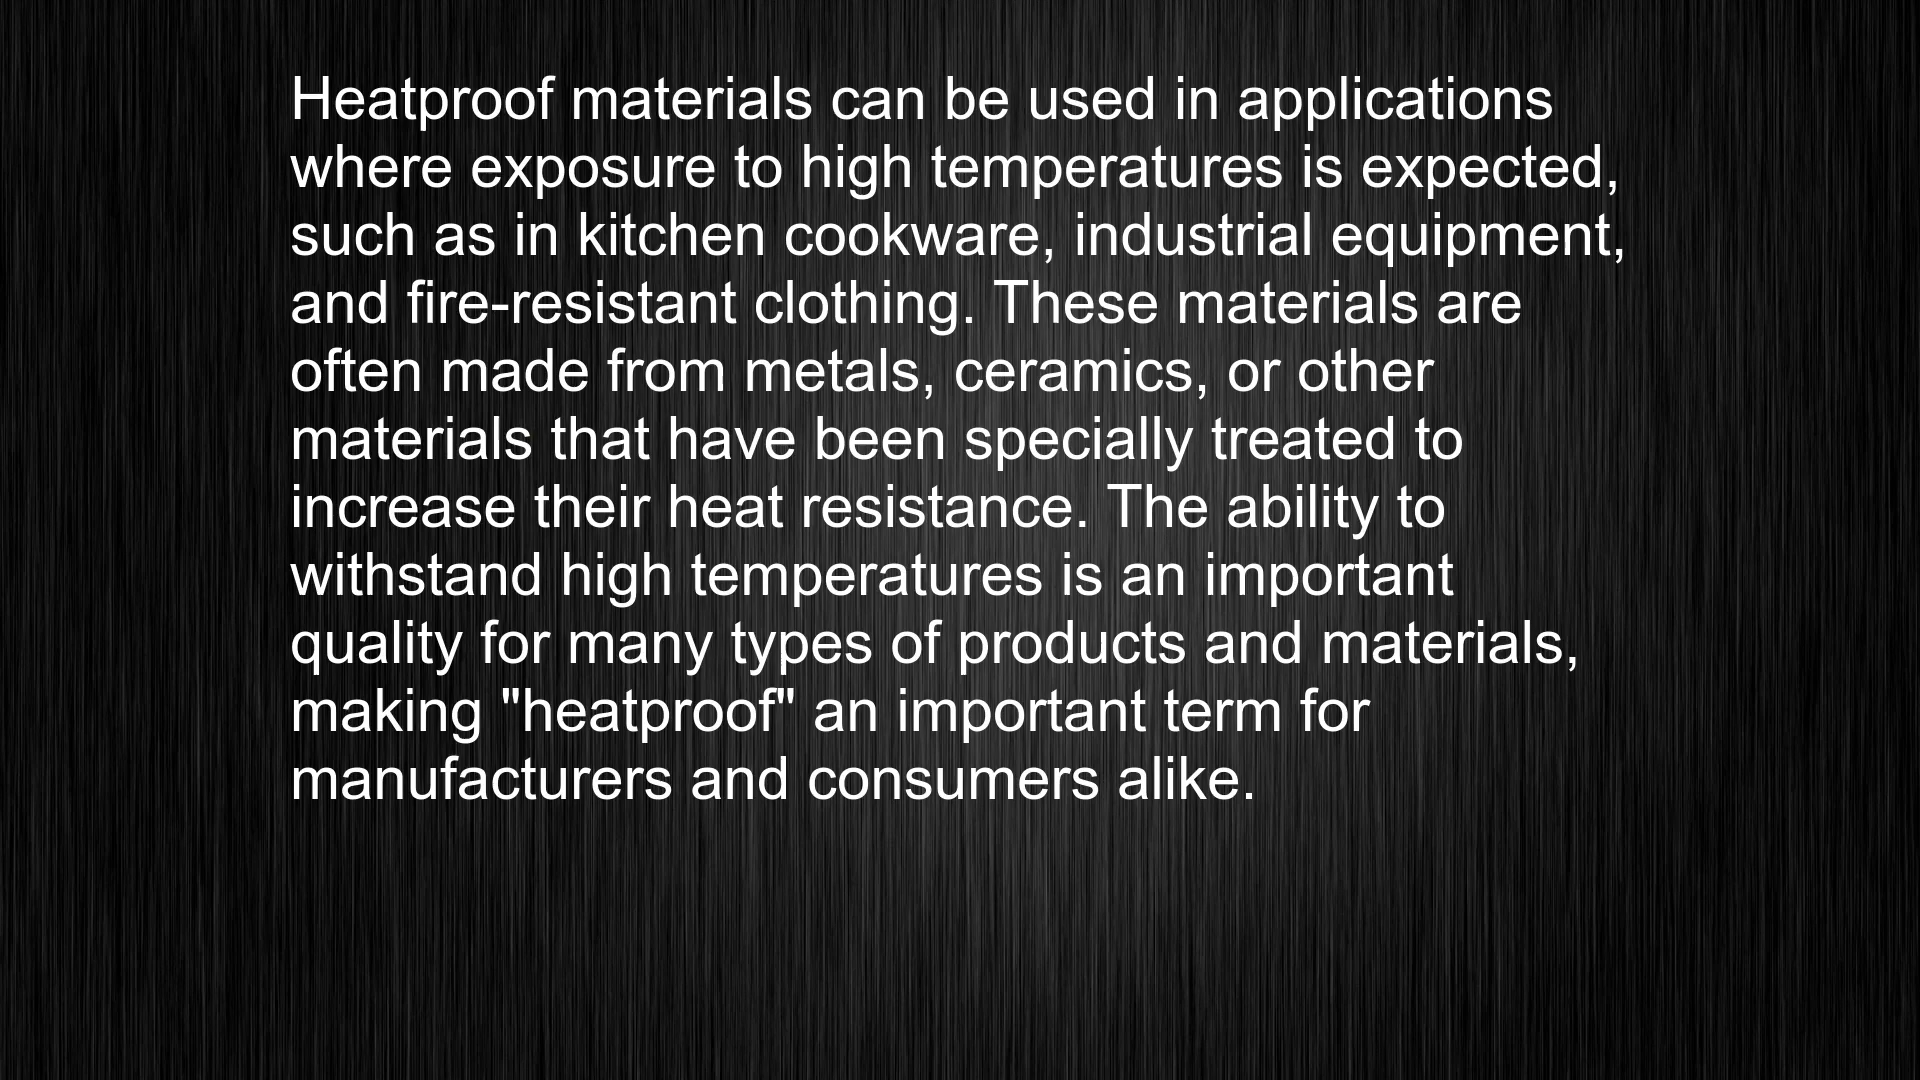 Heatproof materials can be used in applications
where exposure to high temperatures is expected,
such as in kitchen cookware, industrial equipment,
and fire-resistant clothing. These materials are
often made from metals, ceramics, or other
materials that have been specially treated to
increase their heat resistance. The ability to
withstand high temperatures is an important
quality for many types of products and materials,
making "heatproof" an important term for
manufacturers and consumers alike.